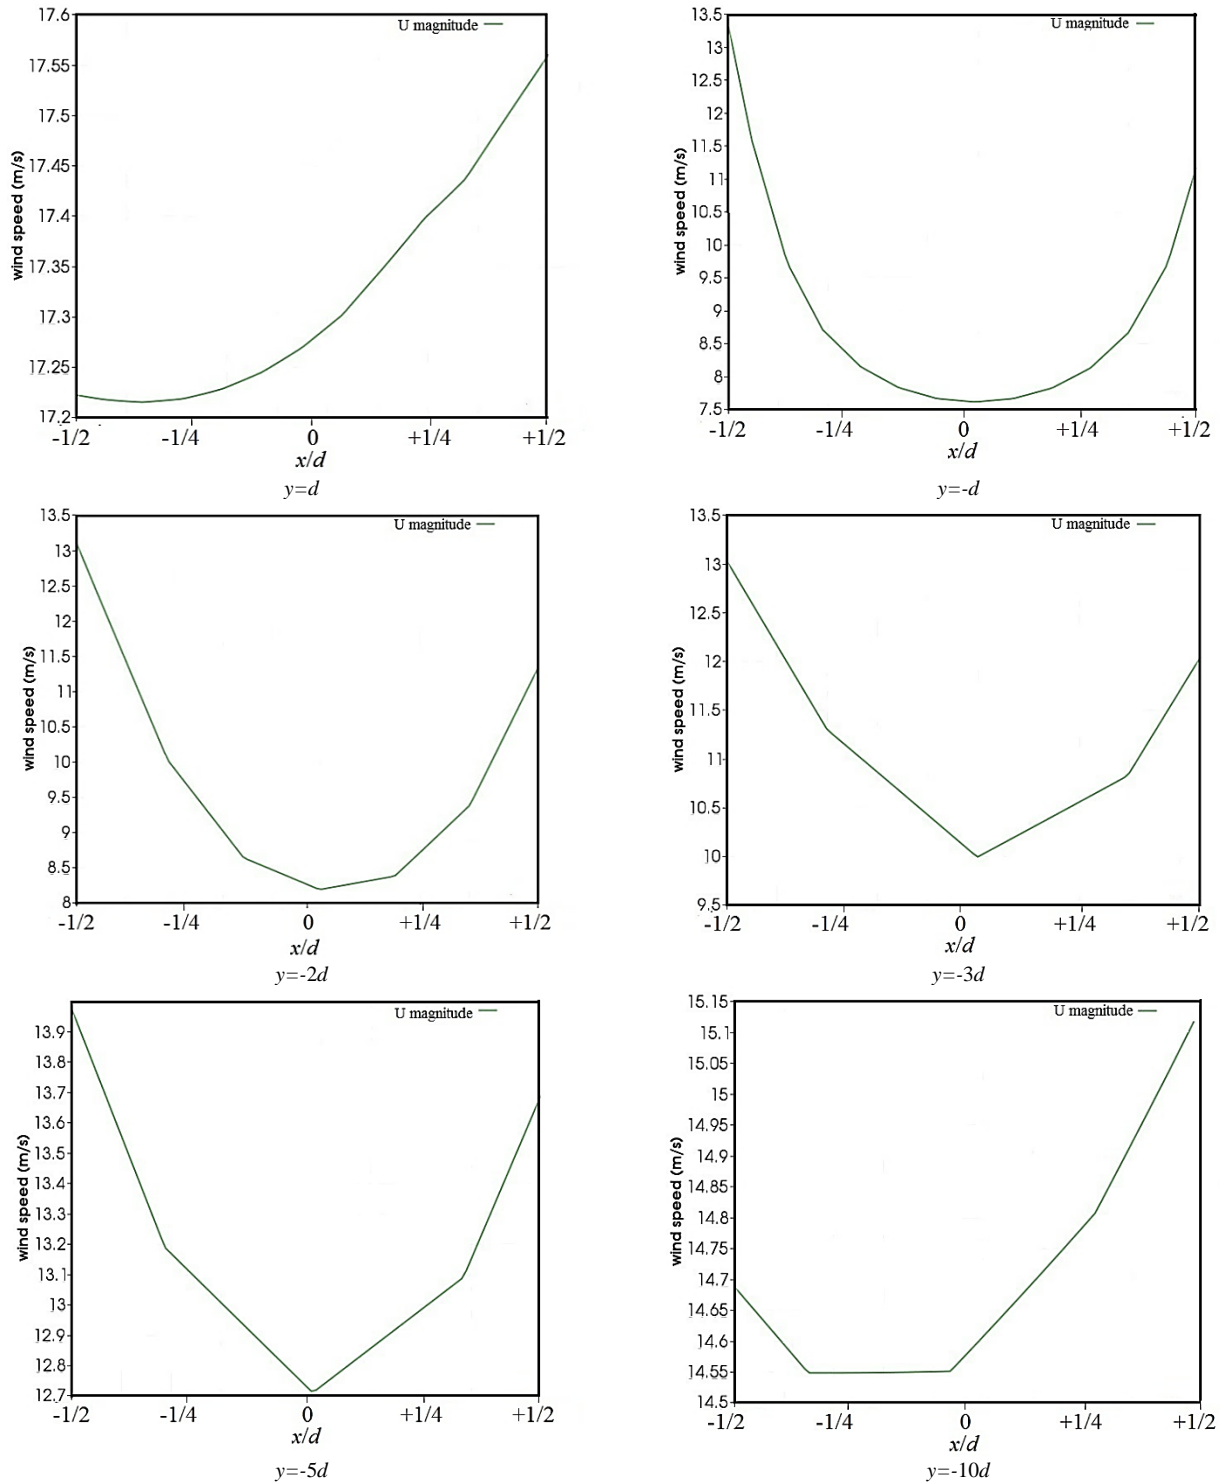 17.6
U magnitude
17.55
17.5
17.45
17.4
17.35
17.3
17.25
17.2
wind speed (m/s)
-1/2 -1/4 0 +1/4 +1/2
x/d
y=d
13.5
U magnitude
13
12.5
12
11.5
11
10.5
10
9.5
9
8.5
8
7.5
wind speed (m/s)
-1/2 -1/4 0 +1/4 +1/2
x/d
y=-d
13.5
U magnitude
13
12.5
12
11.5
11
10.5
10
9.5
9
8.5
8
wind speed (m/s)
-1/2 -1/4 0 +1/4 +1/2
x/d
y=-2d
13.5
U magnitude
13
12.5
12
11.5
11
10.5
10
9.5
wind speed (m/s)
-1/2 -1/4 0 +1/4 +1/2
x/d
y=-3d
U magnitude
13.9
13.8
13.7
13.6
13.5
13.4
13.3
13.2
13.1
13
12.9
12.8
12.7
wind speed (m/s)
-1/2 -1/4 0 +1/4 +1/2
x/d
y=-5d
15.15
U magnitude
15.1
15.05
15
14.95
14.9
14.85
14.8
14.75
14.7
14.65
14.6
14.55
14.5
wind speed (m/s)
-1/2 -1/4 0 +1/4 +1/2
x/d
y=-10d